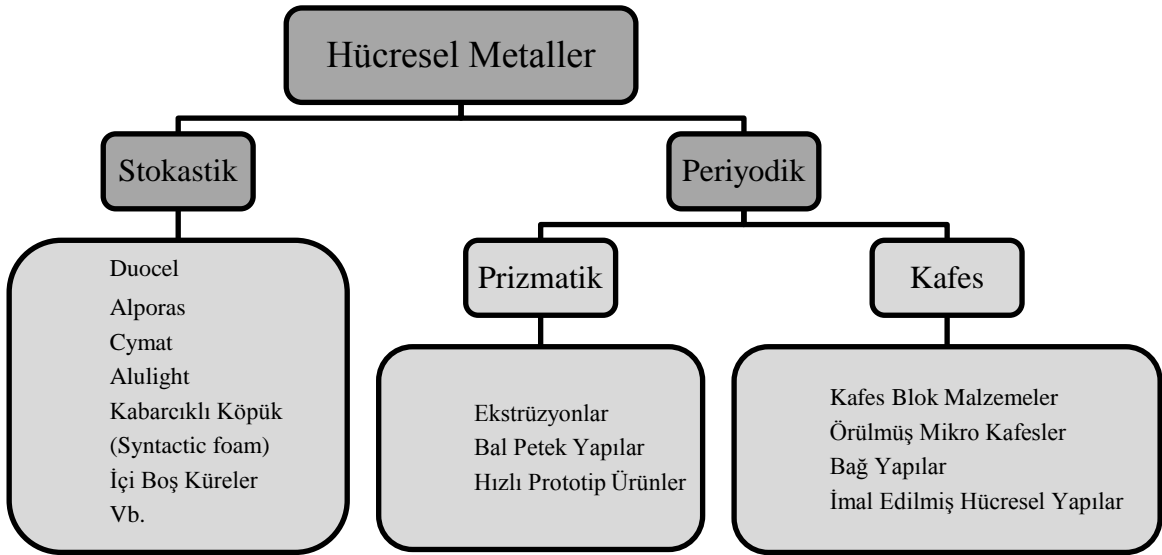 Hücresel Metaller
Stokastik
Periyodik
Duocel
Alporas
Cymat
Alulight
Kabarcıklı Köpük
(Syntactic foam)
İçi Boş Küreler
Vb.
Prizmatik
Kafes
Ekstrüzyonlar
Bal Petek Yapılar
Hızlı Prototip Ürünler
Kafes Blok Malzemeler
Örülmüş Mikro Kafesler
Bağ Yapılar
İmal Edilmiş Hücresel Yapılar